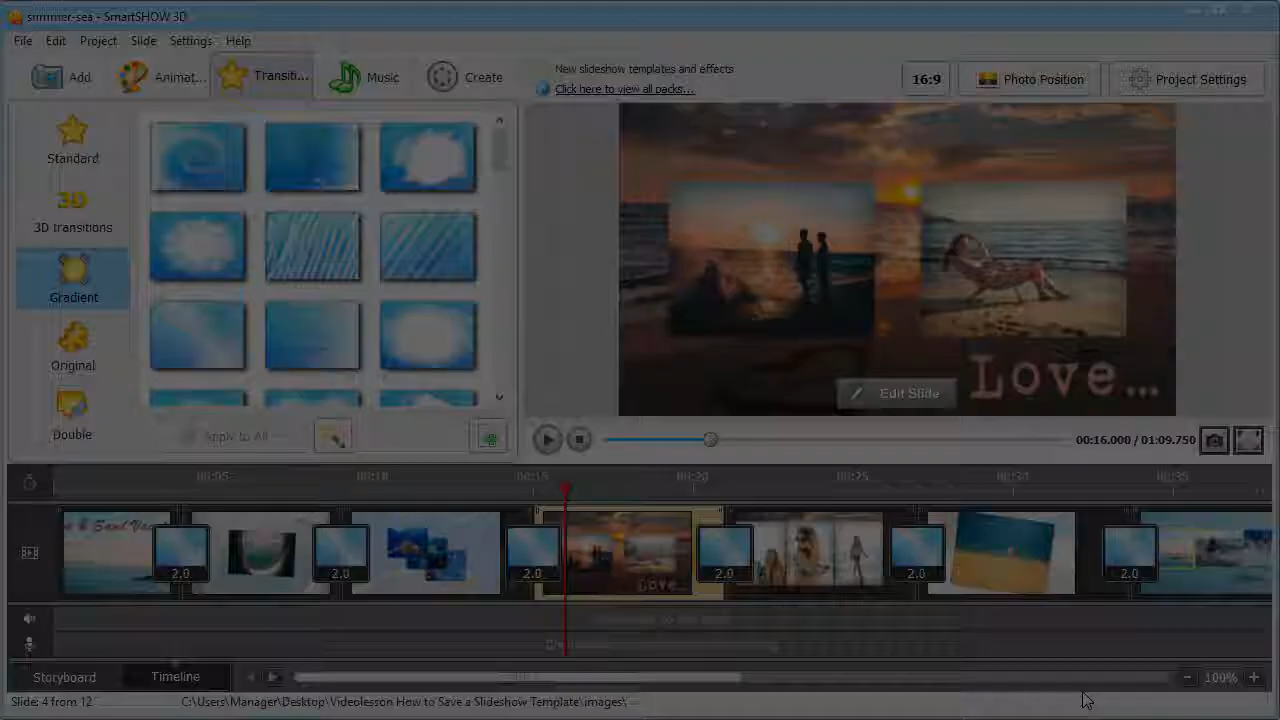 summer-sea - SmartSHOW 3D
File Edit Project Slide Settings Help
Add Animat... Transiti... Music Create
New slideshow templates and effects
Click here to view all packs...
16:9 Photo Position Project Settings
Standard
3D
3D transitions
Gradient
Original
Double
Apply to All
Love...
Edit Slide
00:16.000 / 01:09.750
00:05 00:10 00:15 00:20 00:25 00:30 00:35
2.0 2.0 2.0 2.0 2.0 2.0
Love...
Storyboard Timeline
100%
Slide: 4 from 12
C:\Users\Manager\Desktop\Videolesson How to Save a Slideshow Template\images\